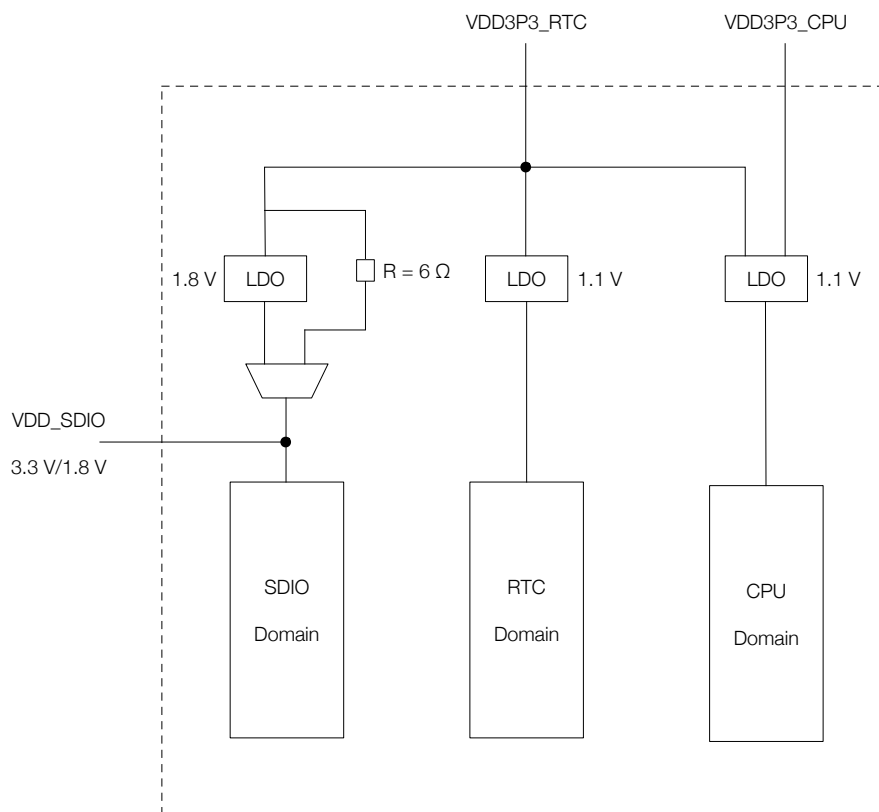 VDD3P3_RTC
VDD3P3_CPU
1.8 V
LDO
R = 6 Ω
LDO
1.1 V
LDO
1.1 V
VDD_SDIO
3.3 V/1.8 V
SDIO
Domain
RTC
Domain
CPU
Domain